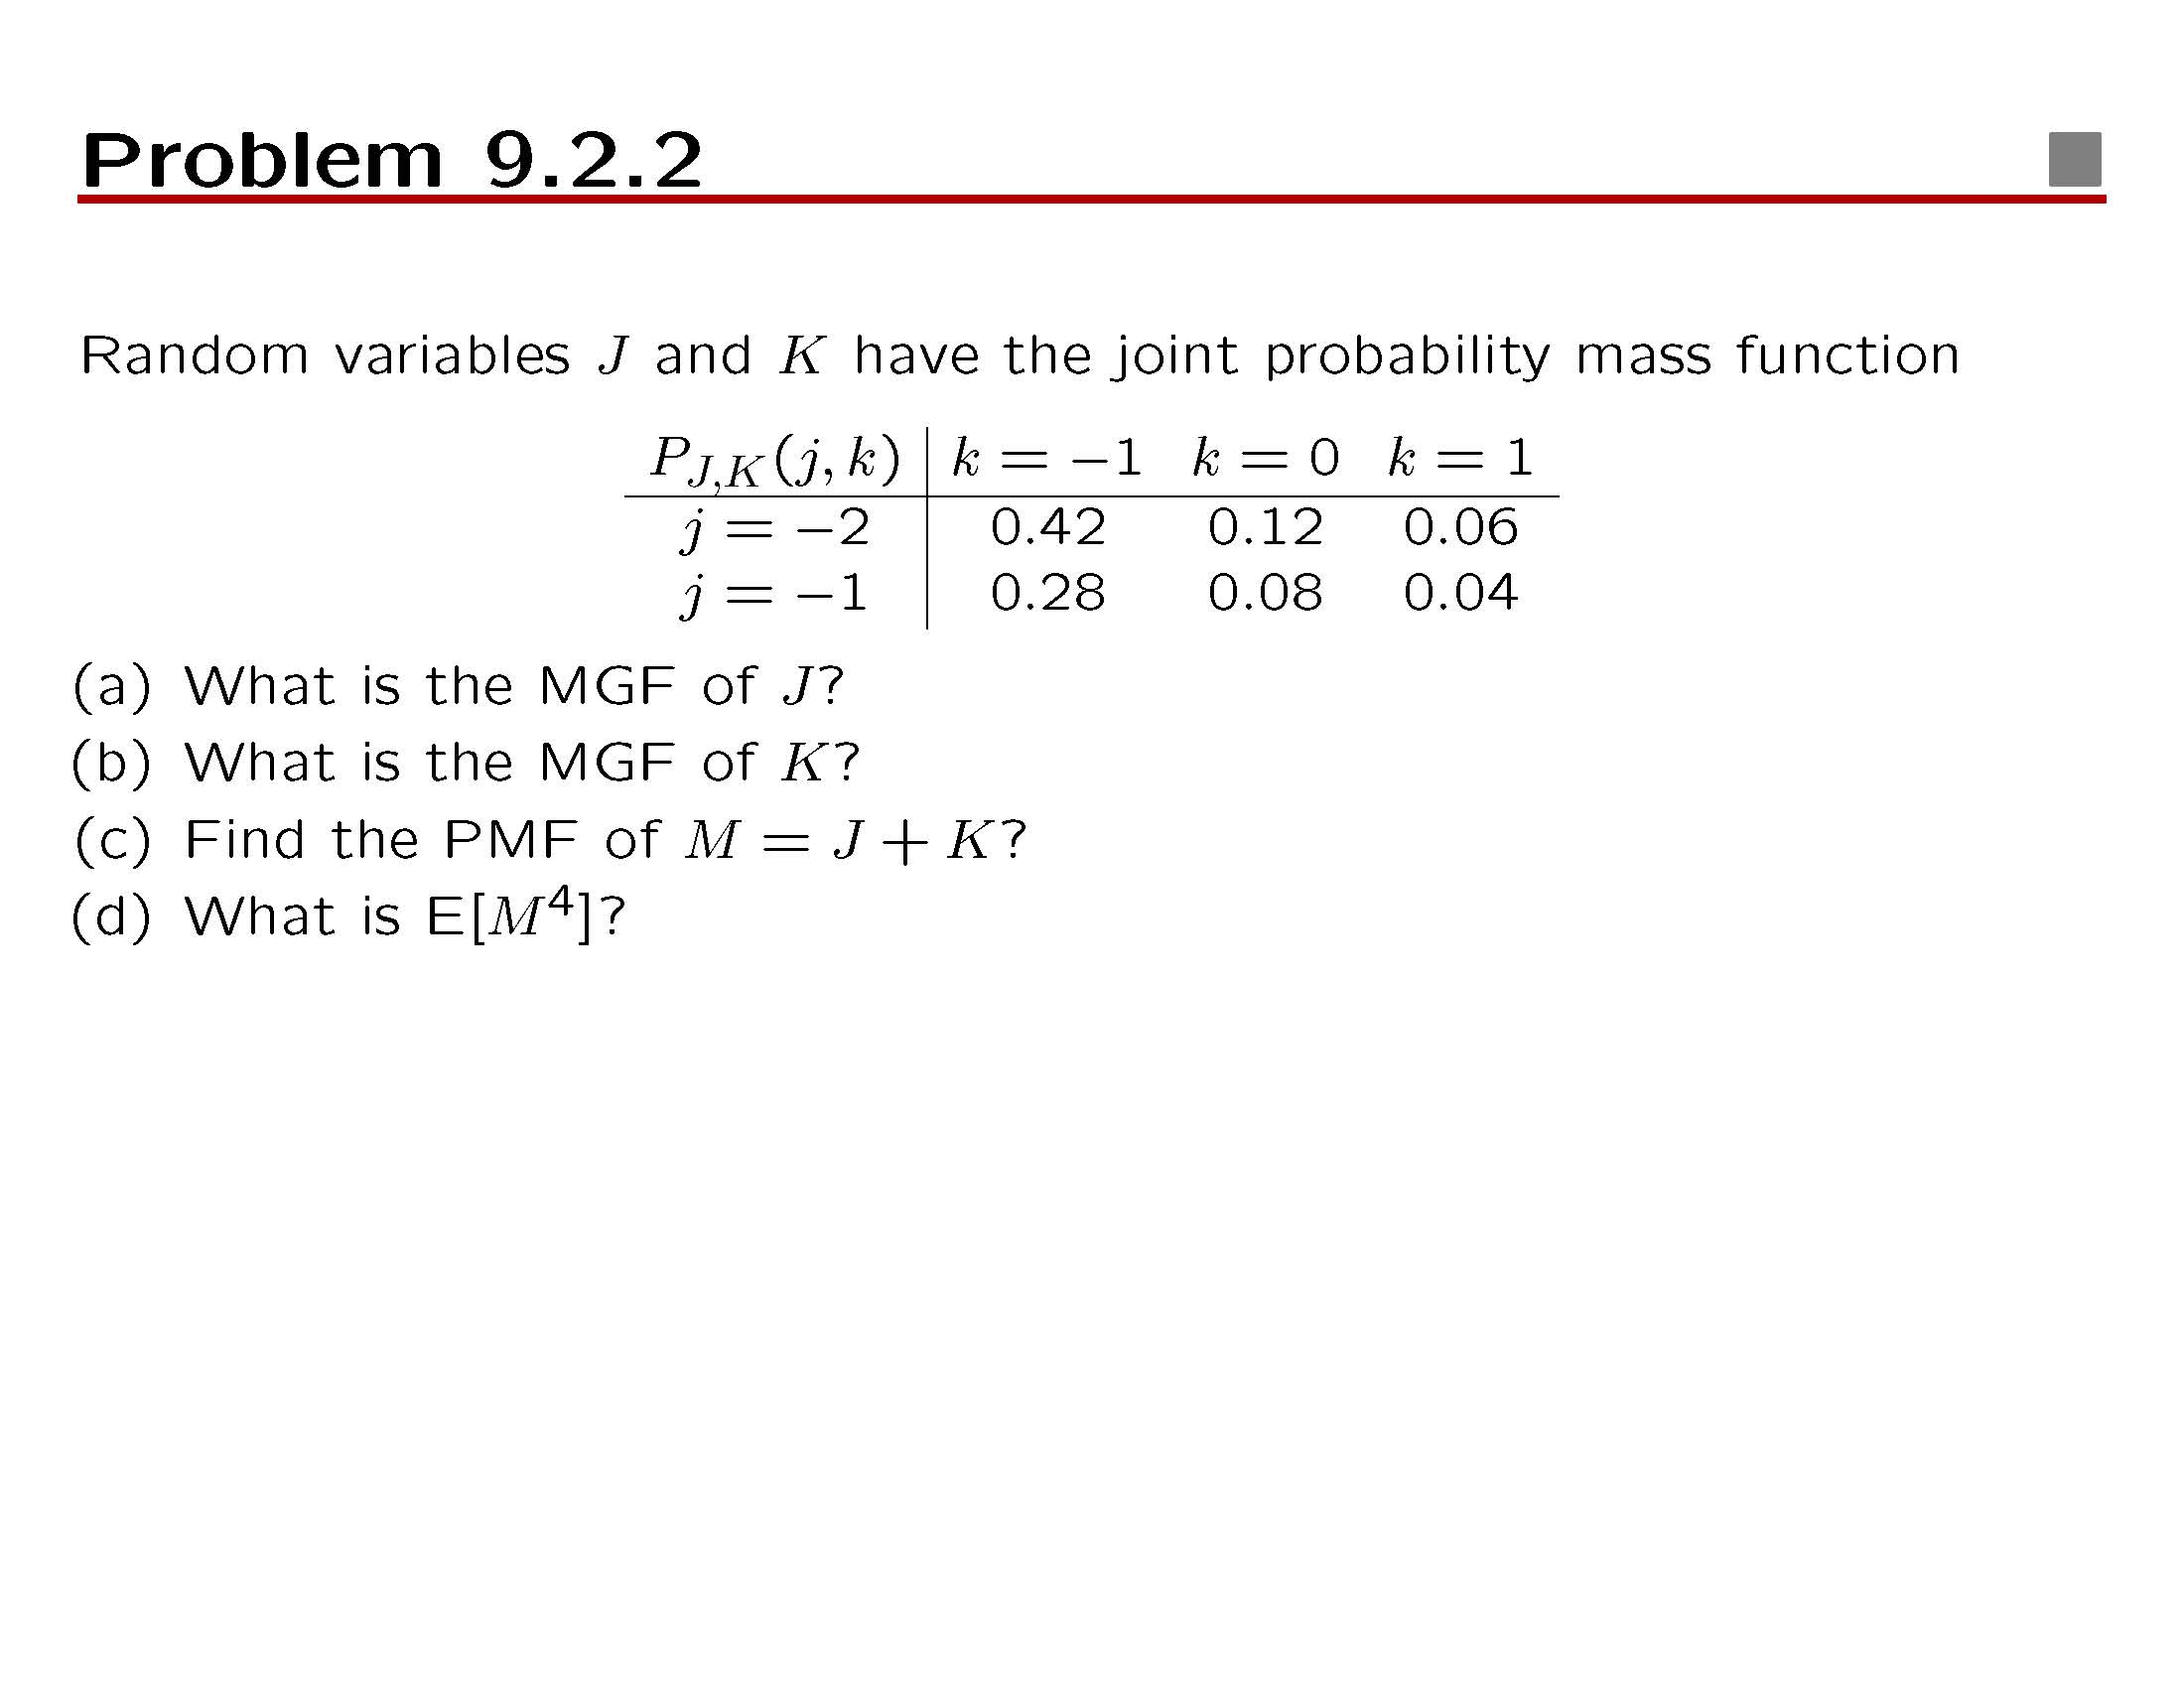 Problem 9.2.2
Random variables J and K have the joint probability mass function
P_{J,K}(j, k) k = −1 k = 0 k = 1
j = −2 0.42 0.12 0.06
j = −1 0.28 0.08 0.04
(a) What is the MGF of J?
(b) What is the MGF of K?
(c) Find the PMF of M = J + K?
(d) What is E[M⁴]?